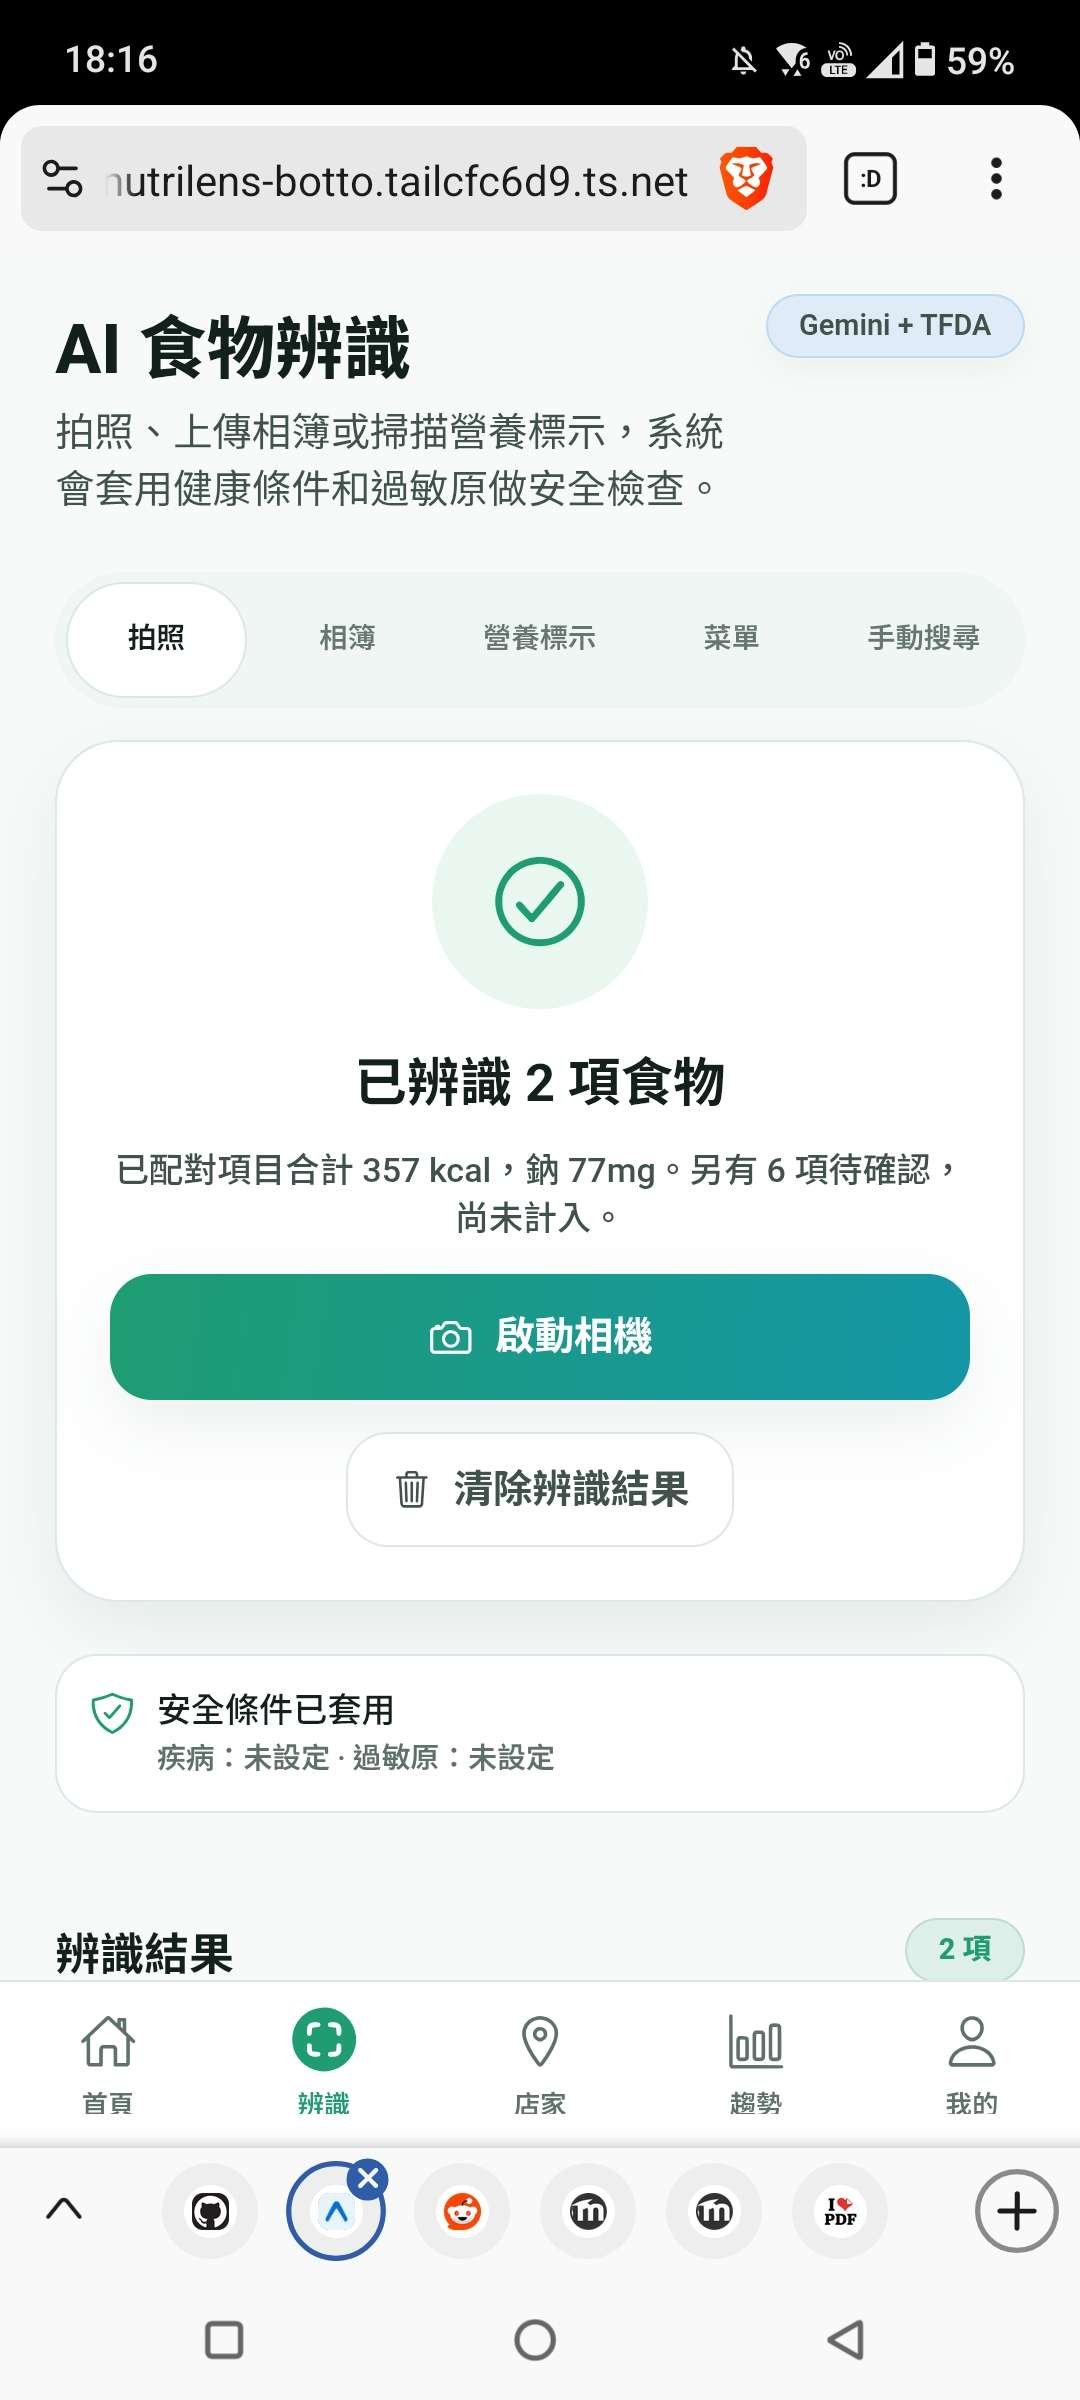 18:16
6
VO
LTE
59%
nutrilens-botto.tailcfc6d9.ts.net
:D
AI 食物辨識
Gemini + TFDA
拍照、上傳相簿或掃描營養標示，系統
會套用健康條件和過敏原做安全檢查。
拍照
相簿
營養標示
菜單
手動搜尋
已辨識 2 項食物
已配對項目合計 357 kcal，鈉 77mg。另有 6 項待確認，
尚未計入。
啟動相機
清除辨識結果
安全條件已套用
疾病：未設定 · 過敏原：未設定
辨識結果
2 項
首頁
辨識
店家
趨勢
我的
m
m
I
PDF